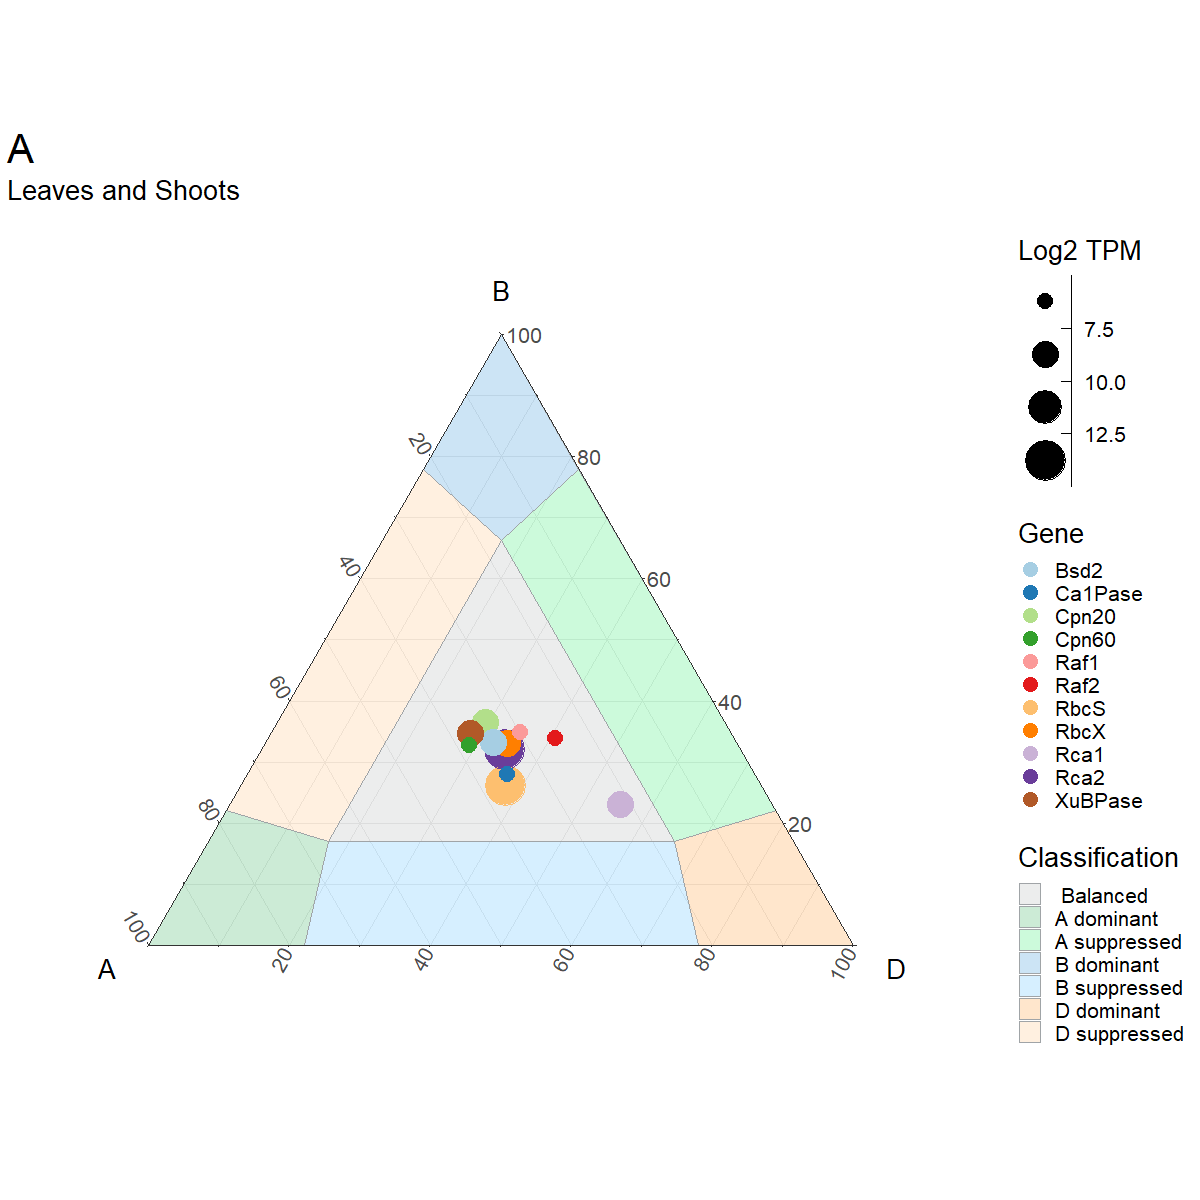 A
Leaves and Shoots
B
100
80
60
40
20
20
40
60
80
100
A
20
40
60
80
100
D
Log2 TPM
7.5
10.0
12.5
Gene
Bsd2
Ca1Pase
Cpn20
Cpn60
Raf1
Raf2
RbcS
RbcX
Rca1
Rca2
XuBPase
Classification
Balanced
A dominant
A suppressed
B dominant
B suppressed
D dominant
D suppressed